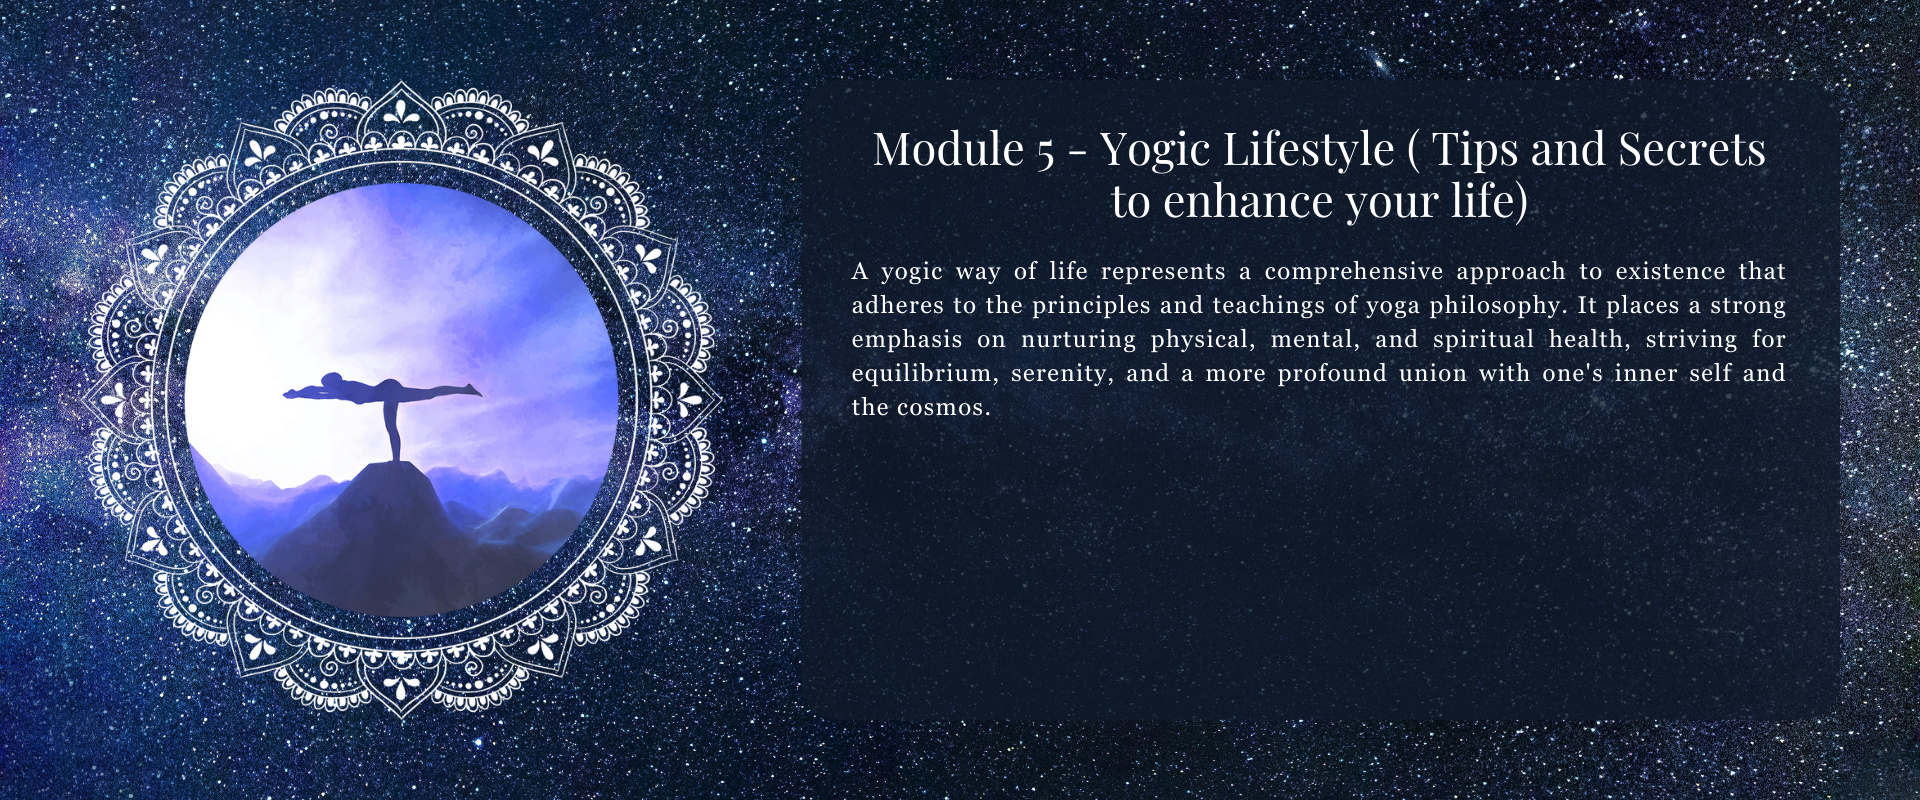 Module 5 - Yogic Lifestyle ( Tips and Secrets
to enhance your life)
A yogic way of life represents a comprehensive approach to existence that
adheres to the principles and teachings of yoga philosophy. It places a strong
emphasis on nurturing physical, mental, and spiritual health, striving for
equilibrium, serenity, and a more profound union with one's inner self and
the cosmos.